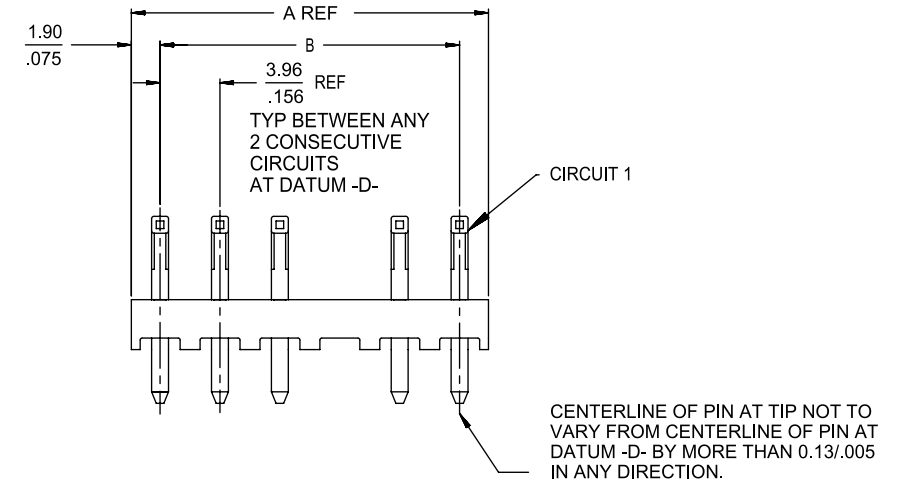 A REF
1.90
.075
B
3.96
.156
REF
TYP BETWEEN ANY
2 CONSECUTIVE
CIRCUITS
AT DATUM -D-
CIRCUIT 1
CENTERLINE OF PIN AT TIP NOT TO
VARY FROM CENTERLINE OF PIN AT
DATUM -D- BY MORE THAN 0.13/.005
IN ANY DIRECTION.